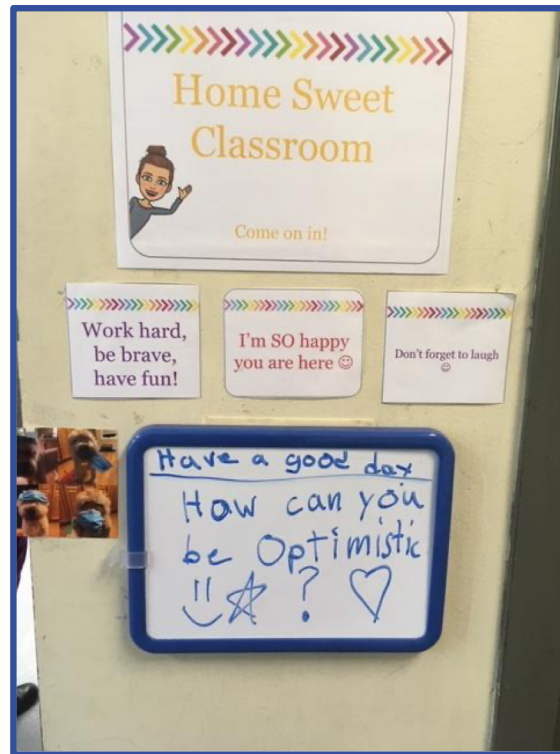 Home Sweet
Classroom
Come on in!
Work hard,
be brave,
have fun!
I'm SO happy
you are here ☺
Don't forget to laugh
☺
Have a good day
How can you
be Optimistic
?